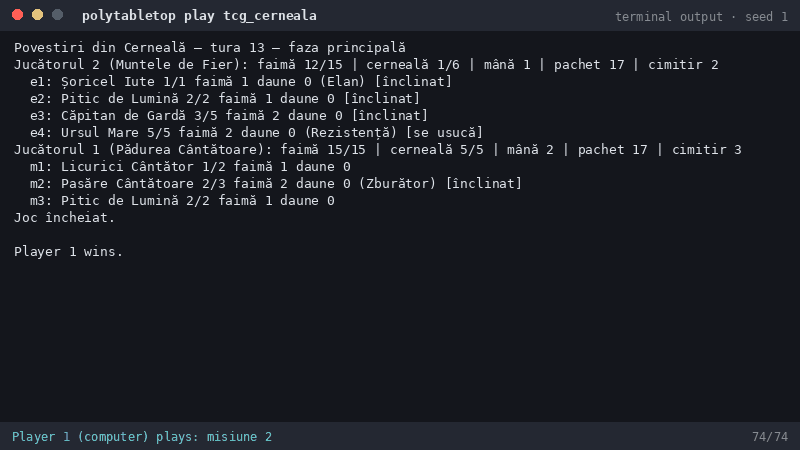 polytabletop play tcg_cerneala
terminal output · seed 1
Povestiri din Cerneală — tura 13 — faza principală
Jucătorul 2 (Muntele de Fier): faimă 12/15 | cerneală 1/6 | mână 1 | pachet 17 | cimitir 2
e1: Șoricel Iute 1/1 faimă 1 daune 0 (Elan) [înclinat]
e2: Pitic de Lumină 2/2 faimă 1 daune 0 [înclinat]
e3: Căpitan de Gardă 3/5 faimă 2 daune 0 [înclinat]
e4: Ursul Mare 5/5 faimă 2 daune 0 (Rezistență) [se usucă]
Jucătorul 1 (Pădurea Cântătoare): faimă 15/15 | cerneală 5/5 | mână 2 | pachet 17 | cimitir 3
m1: Licurici Cântător 1/2 faimă 1 daune 0
m2: Pasăre Cântătoare 2/3 faimă 2 daune 0 (Zburător) [înclinat]
m3: Pitic de Lumină 2/2 faimă 1 daune 0
Joc încheiat.
Player 1 wins.
Player 1 (computer) plays: misiune 2
74/74